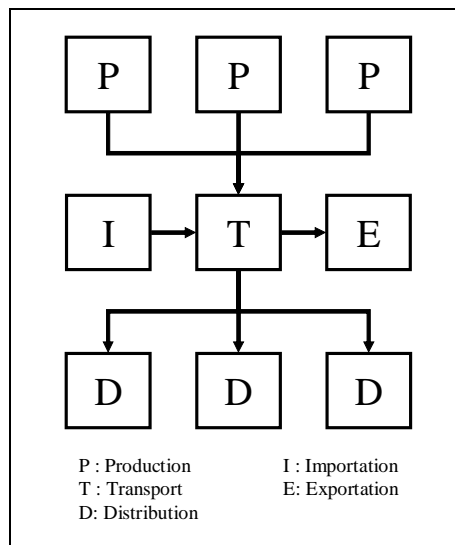 P P P
I T E
D D D
P : Production I : Importation
T : Transport E: Exportation
D: Distribution